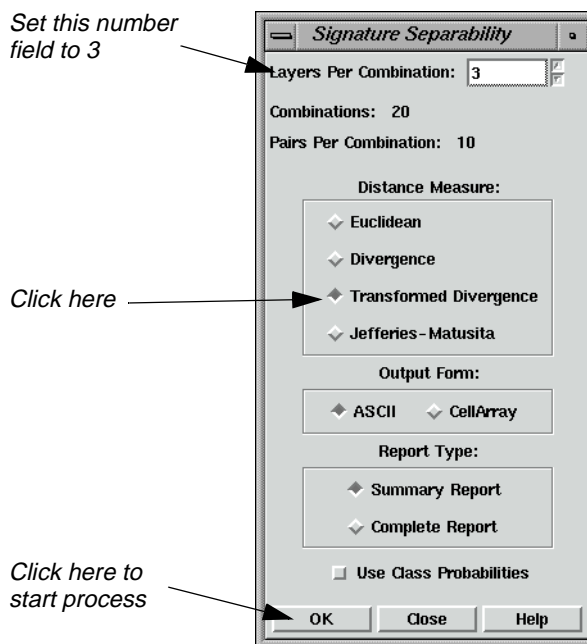 Set this number
field to 3
Signature Separability
Layers Per Combination: 3
Combinations: 20
Pairs Per Combination: 10
Distance Measure:
Euclidean
Divergence
Click here
Transformed Divergence
Jefferies-Matusita
Output Form:
ASCII CellArray
Report Type:
Summary Report
Complete Report
Click here to
start process
Use Class Probabilities
OK Close Help